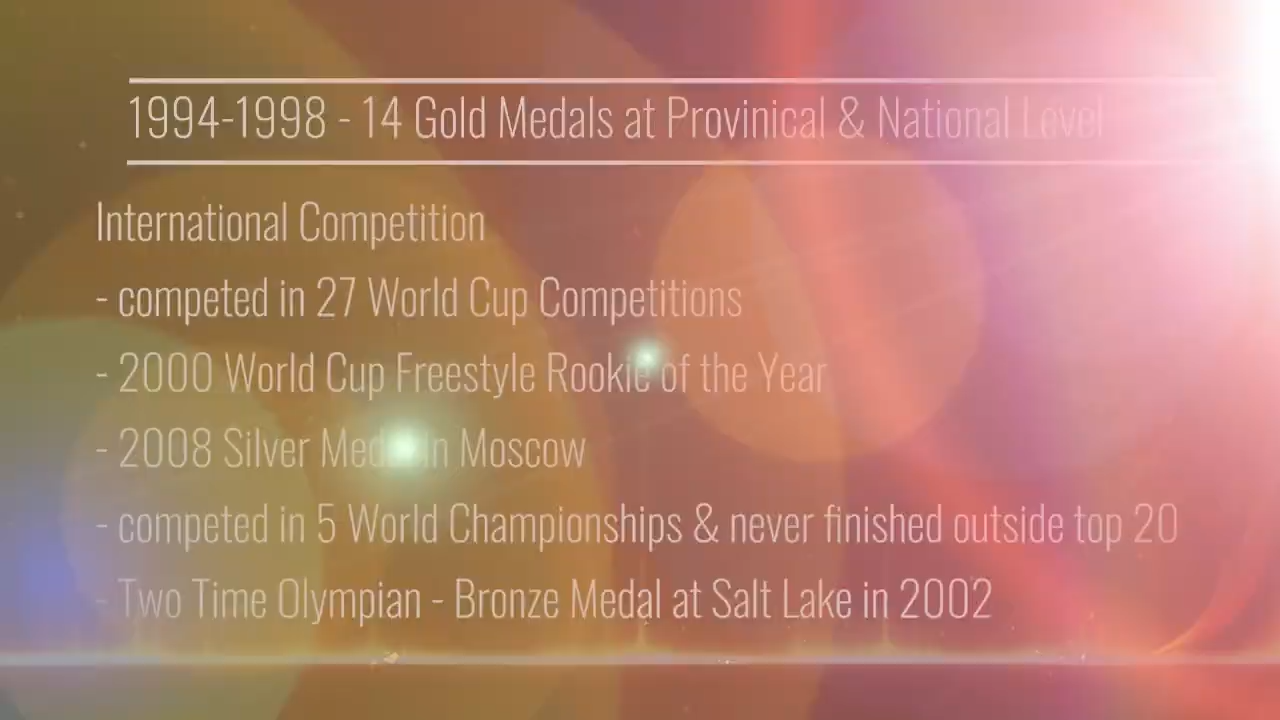 1994-1998 - 14 Gold Medals at Provinical & National Level
International Competition
- competed in 27 World Cup Competitions
- 2000 World Cup Freestyle Rookie of the Year
- 2008 Silver Medal in Moscow
- competed in 5 World Championships & never finished outside top 20
- Two Time Olympian - Bronze Medal at Salt Lake in 2002